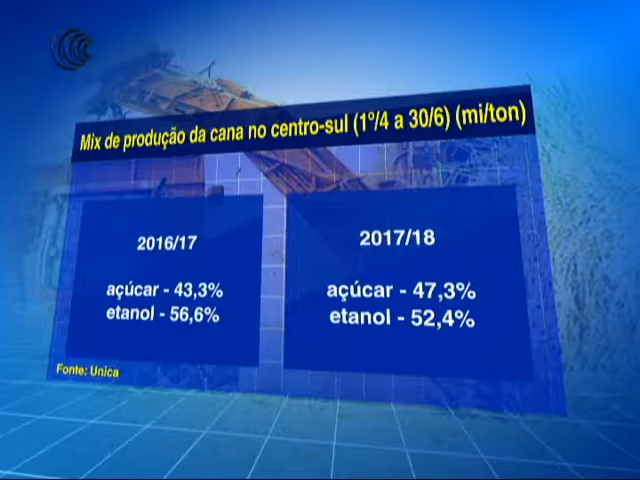 Mix de produção da cana no centro-sul (1º/4 a 30/6) (mi/ton)
2016/17
açúcar - 43,3%
etanol - 56,6%
2017/18
açúcar - 47,3%
etanol - 52,4%
Fonte: Unica